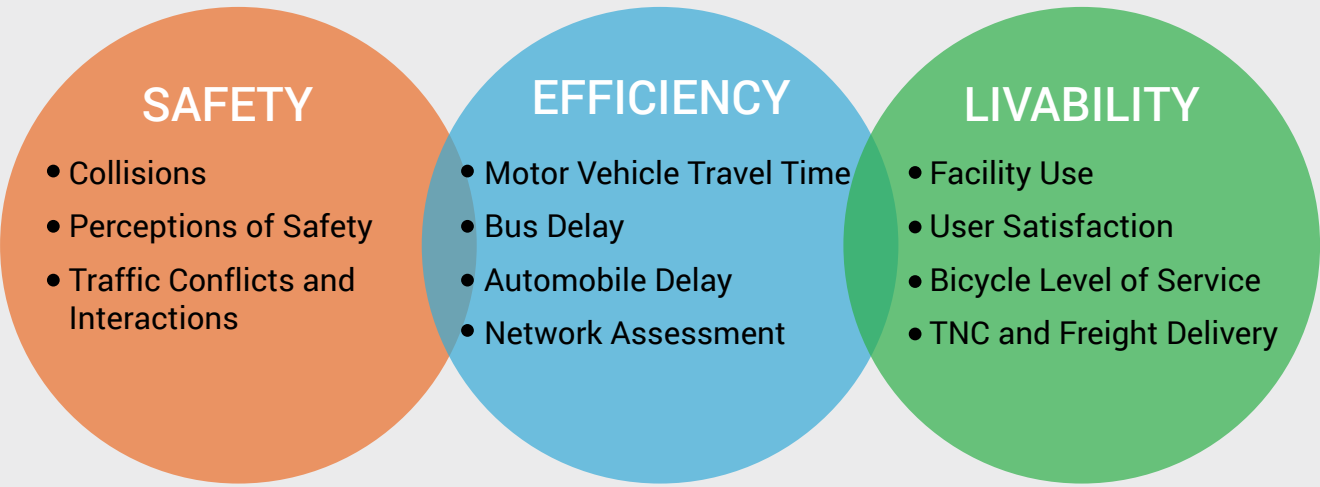 SAFETY
• Collisions
• Perceptions of Safety
• Traffic Conflicts and
Interactions
EFFICIENCY
• Motor Vehicle Travel Time
• Bus Delay
• Automobile Delay
• Network Assessment
LIVABILITY
• Facility Use
• User Satisfaction
• Bicycle Level of Service
• TNC and Freight Delivery